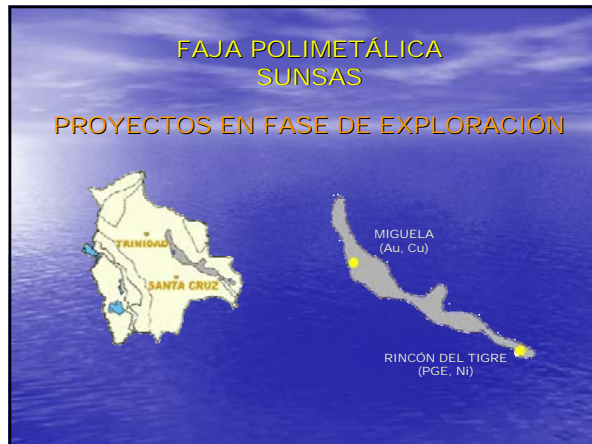 FAJA POLIMETÁLICA
SUNSAS
PROYECTOS EN FASE DE EXPLORACIÓN
TRINIDAD
SANTA CRUZ
MIGUELA
(Au, Cu)
RINCÓN DEL TIGRE
(PGE, Ni)